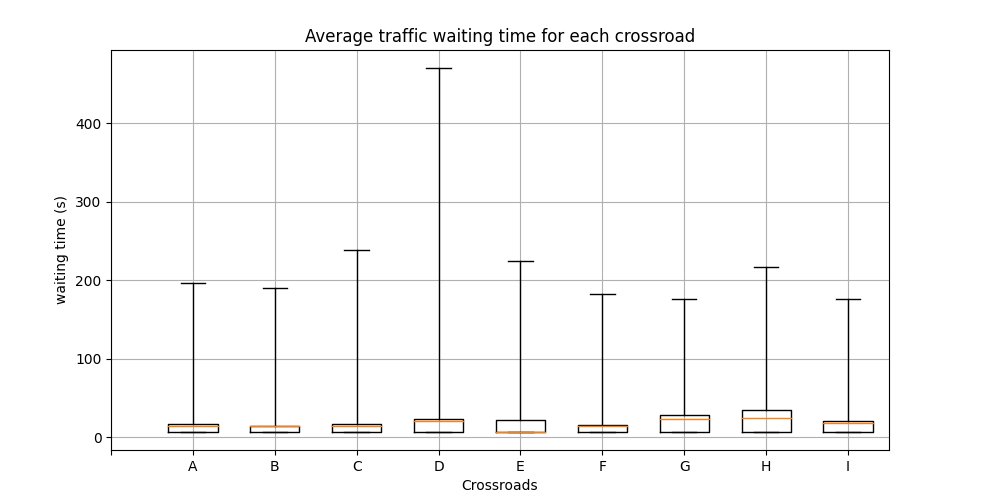 Average traffic waiting time for each crossroad
waiting time (s)
400
300
200
100
0
A B C D E F G H I
Crossroads